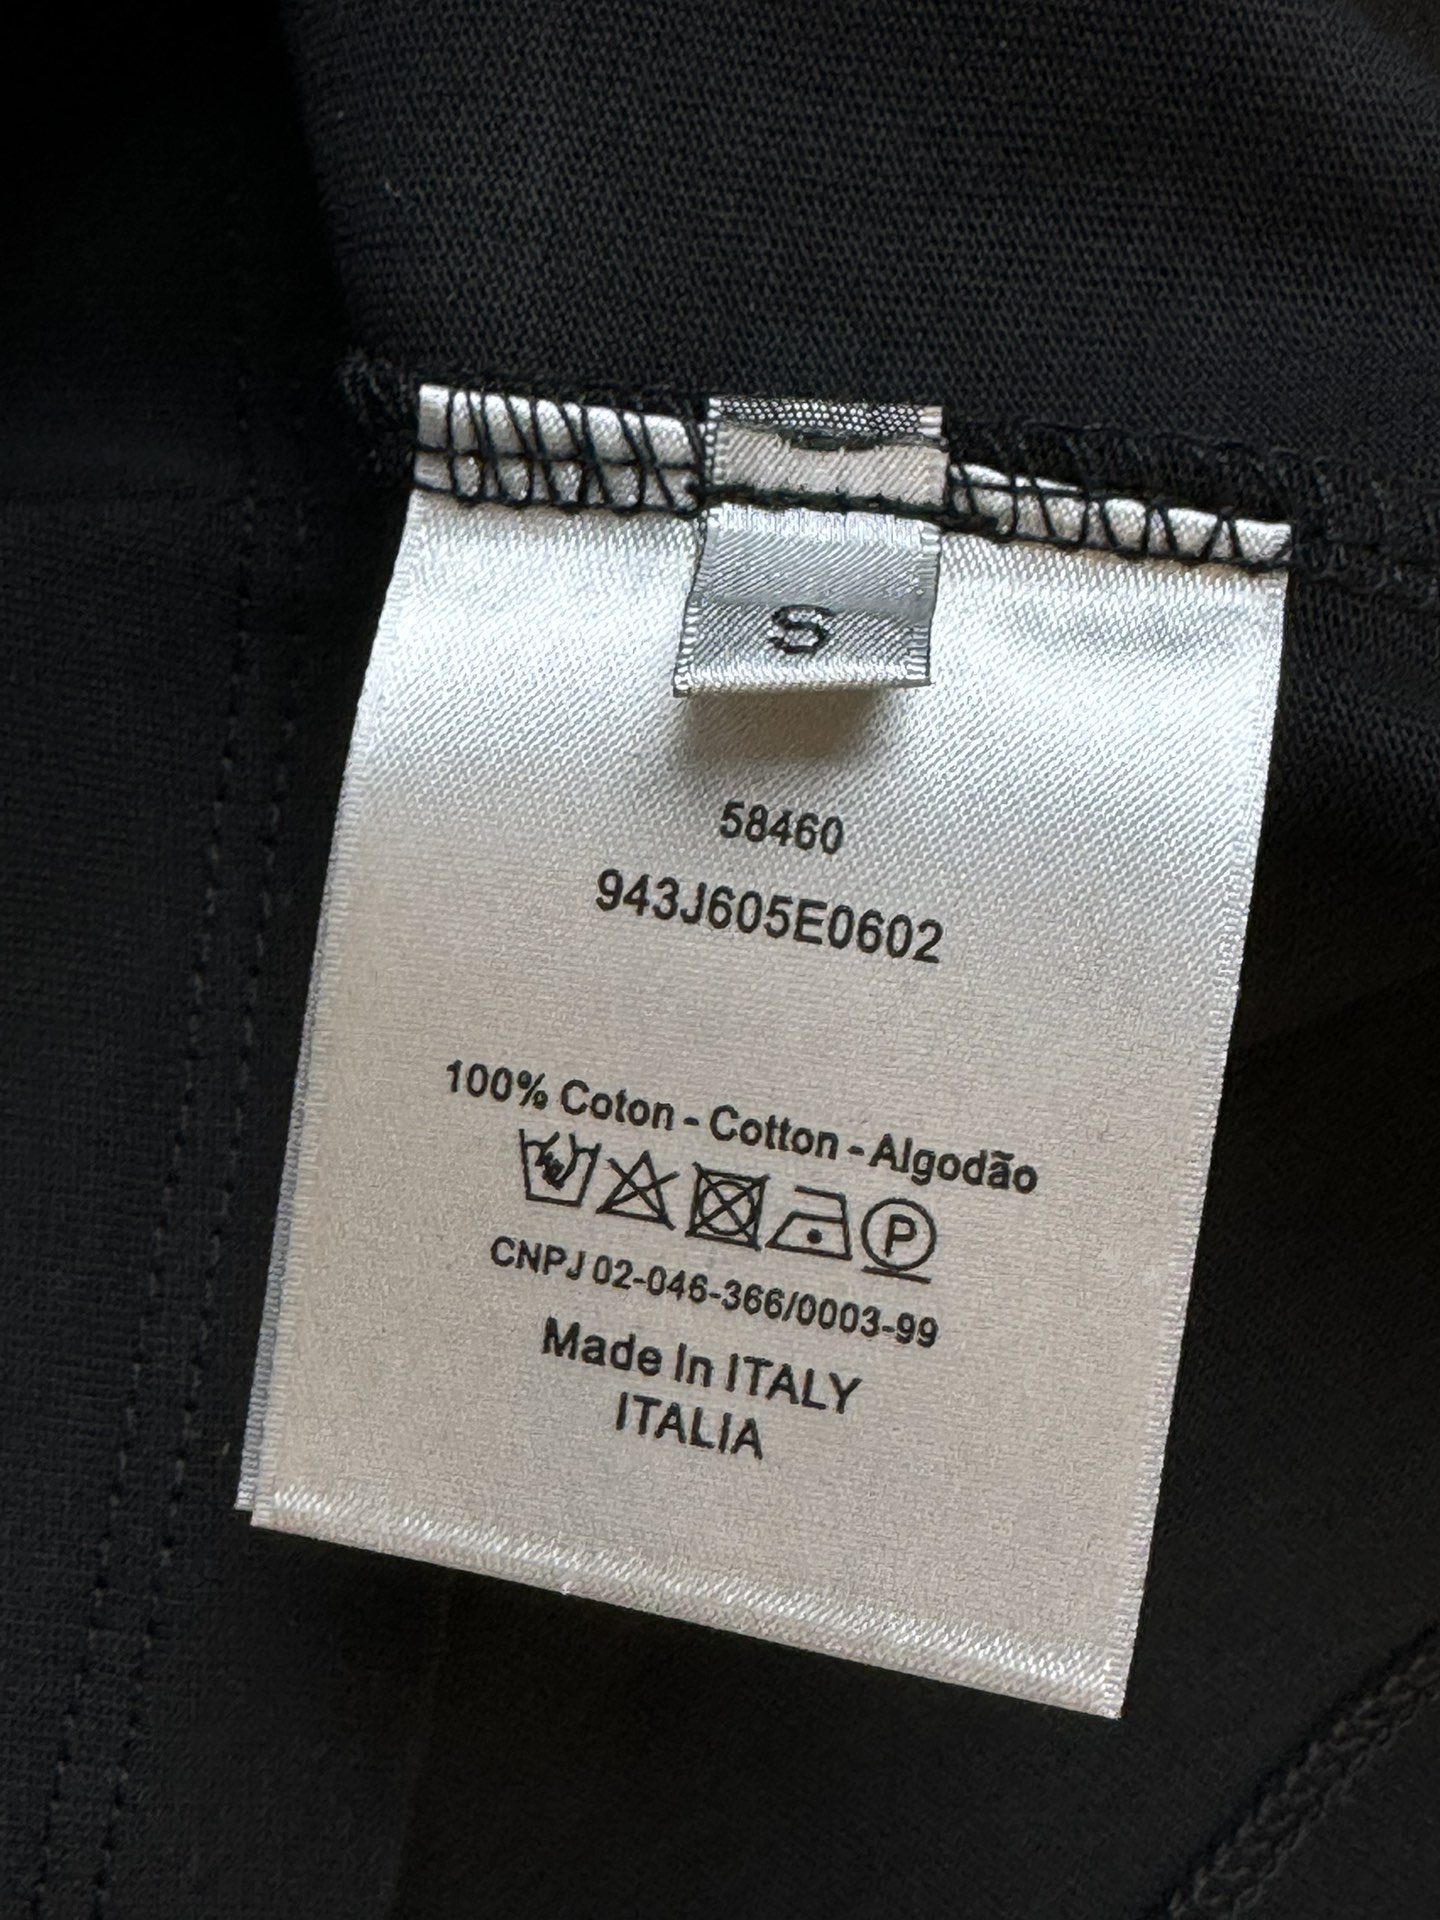 S
58460
943J605E0602
100% Coton - Cotton - Algodão
P
CNPJ 02-046-366/0003-99
Made In ITALY
ITALIA